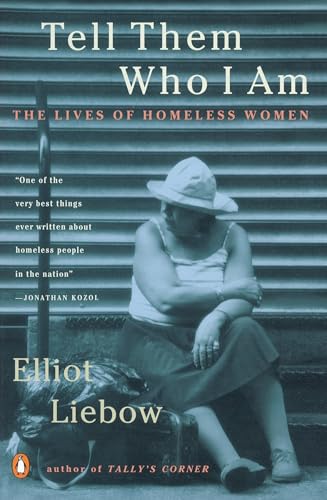 Tell Them
Who I Am
THE LIVES OF HOMELESS WOMEN
“One of the
very best things
ever written about
homeless people
in the nation”
—JONATHAN KOZOL
Elliot
Liebow
author of TALLY'S CORNER